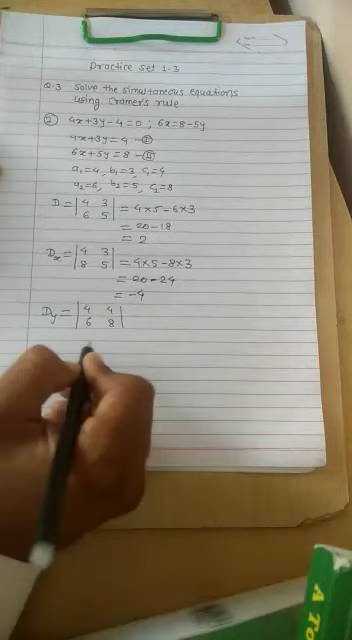 Practice Set 1.3
Q.3 Solve the simultaneous equations
using Cramer's rule
② 4x+3y-4=0 ; 6x=8-5y
4x+3y=4 -Ⓘ
6x+5y=8 -Ⓘ︎Ⓘ
a₁=4, b₁=3, c₁=4
a₂=6, b₂=5, c₂=8
D = |4 3| = 4×5-6×3
|6 5|
= 20-18
= 2
Dx = |4 3| = 4×5-8×3
|8 5|
= 20-24
= -4
Dy = |4 4|
|6 8|
A TO